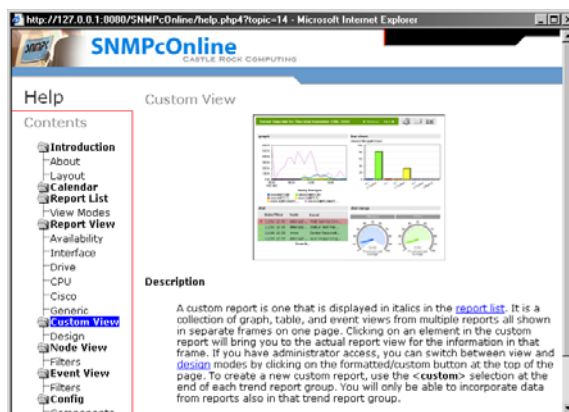 http://127.0.0.1:8080/SNMPcOnline/help.php4?topic=14 - Microsoft Internet Explorer
SNMPC
SNMPcOnline
CASTLE ROCK COMPUTING
Help
Contents
Introduction
About
Layout
Calendar
Report List
View Modes
Report View
Availability
Interface
Drive
CPU
Cisco
Generic
Custom View
Design
Node View
Filters
Event View
Filters
Config
Components
Custom View
Description
A custom report is one that is displayed in italics in the report list. It is a
collection of graph, table, and event views from multiple reports all shown
in separate frames on one page. Clicking on an element in the custom
report will bring you to the actual report view for the information in that
frame. If you have administrator access, you can switch between view and
design modes by clicking on the formatted/custom button at the top of the
page. To create a new custom report, use the <custom> selection at the
end of each trend report group. You will only be able to incorporate data
from reports also in that trend report group.